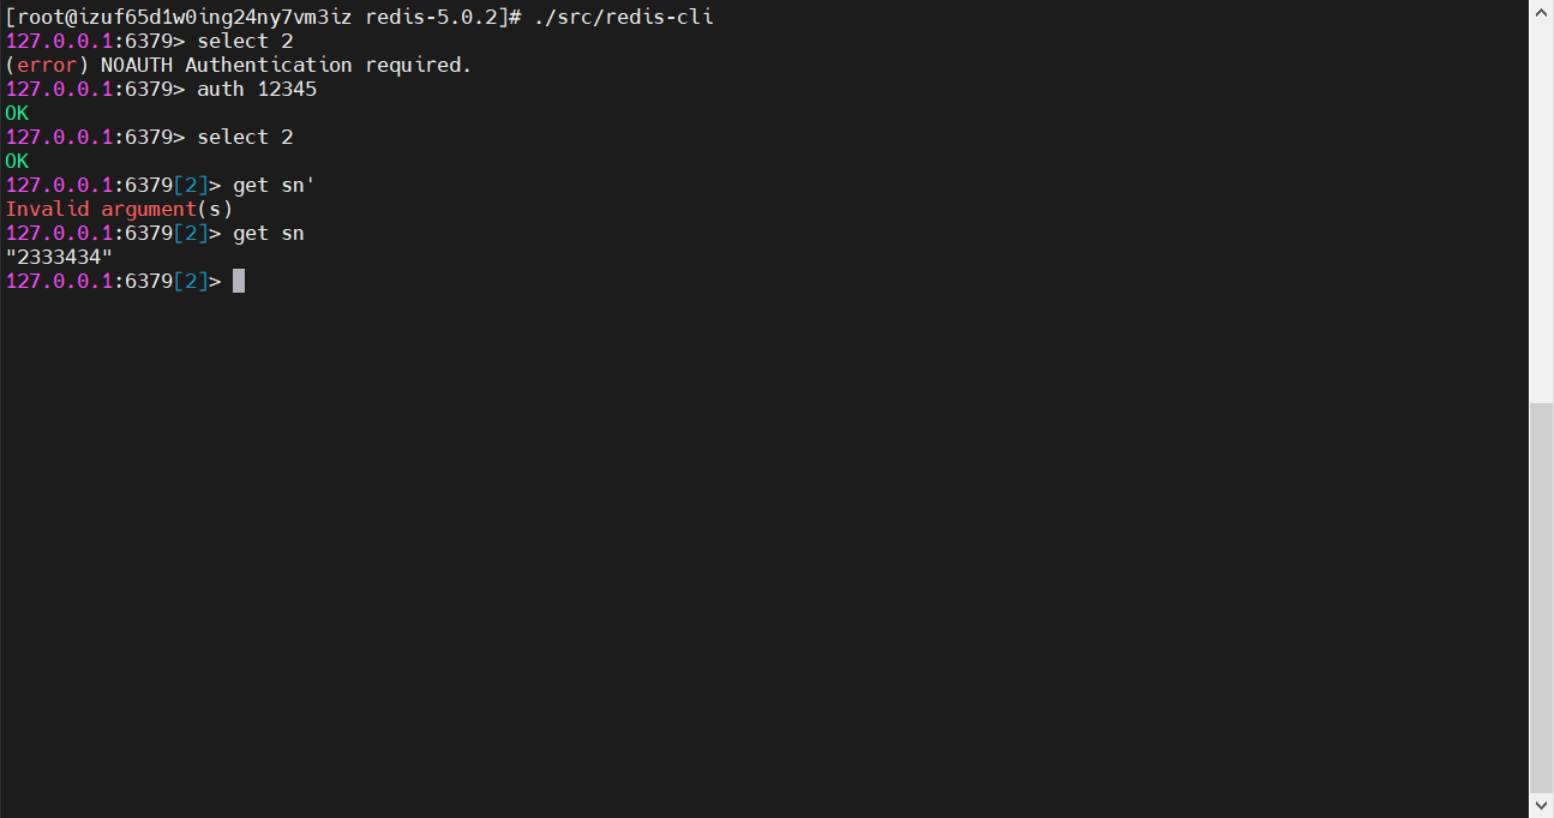 [root@izuf65d1w0ing24ny7vm3iz redis-5.0.2]# ./src/redis-cli
127.0.0.1:6379> select 2
(error) NOAUTH Authentication required.
127.0.0.1:6379> auth 12345
OK
127.0.0.1:6379> select 2
OK
127.0.0.1:6379[2]> get sn'
Invalid argument(s)
127.0.0.1:6379[2]> get sn
"2333434"
127.0.0.1:6379[2]>